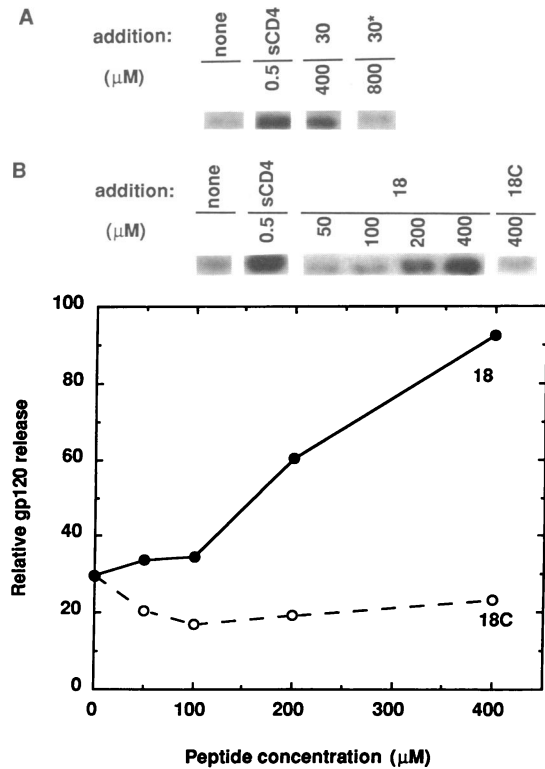 A
addition: none sCD4 30 30*
(μM) 0.5 400 800
B
addition: none sCD4 18 18C
(μM) 0.5 50 100 200 400 400
100
80
60
40
20
0
Relative gp120 release
18
18C
0 100 200 300 400
Peptide concentration (μM)